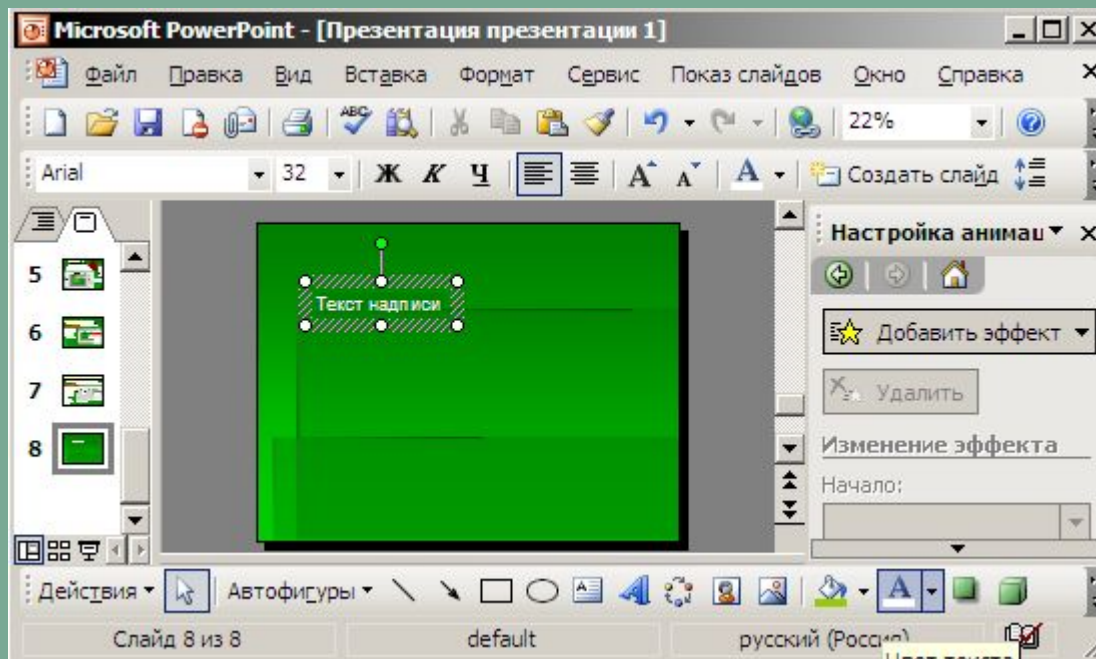 Microsoft PowerPoint - [Презентация презентации 1]
Файл Правка Вид Вставка Формат Сервис Показ слайдов Окно Справка
ABC 22%
Arial 32 Ж К Ч А А А Создать слайд
Настройка анимац
5
Текст надписи
Добавить эффект
6
7
Удалить
8
Изменение эффекта
Начало:
Действия Автофигуры
Слайд 8 из 8 default русский (Россия)